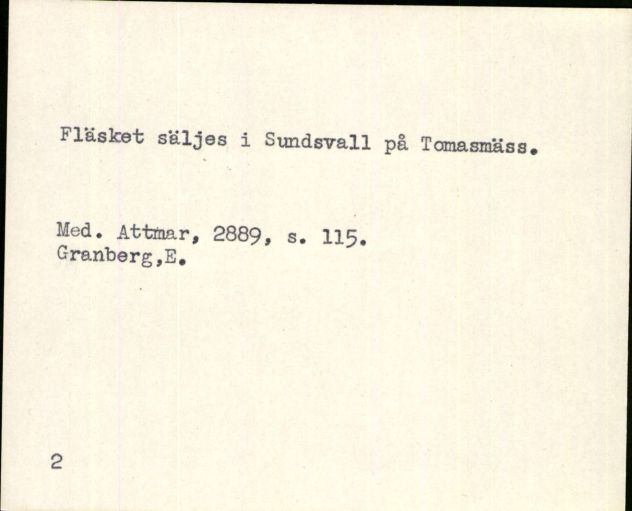 Fläsket säljes i Sundsvall på Tomasmäss.
Med. Attmar, 2889, s. 115.
Granberg,E.
2